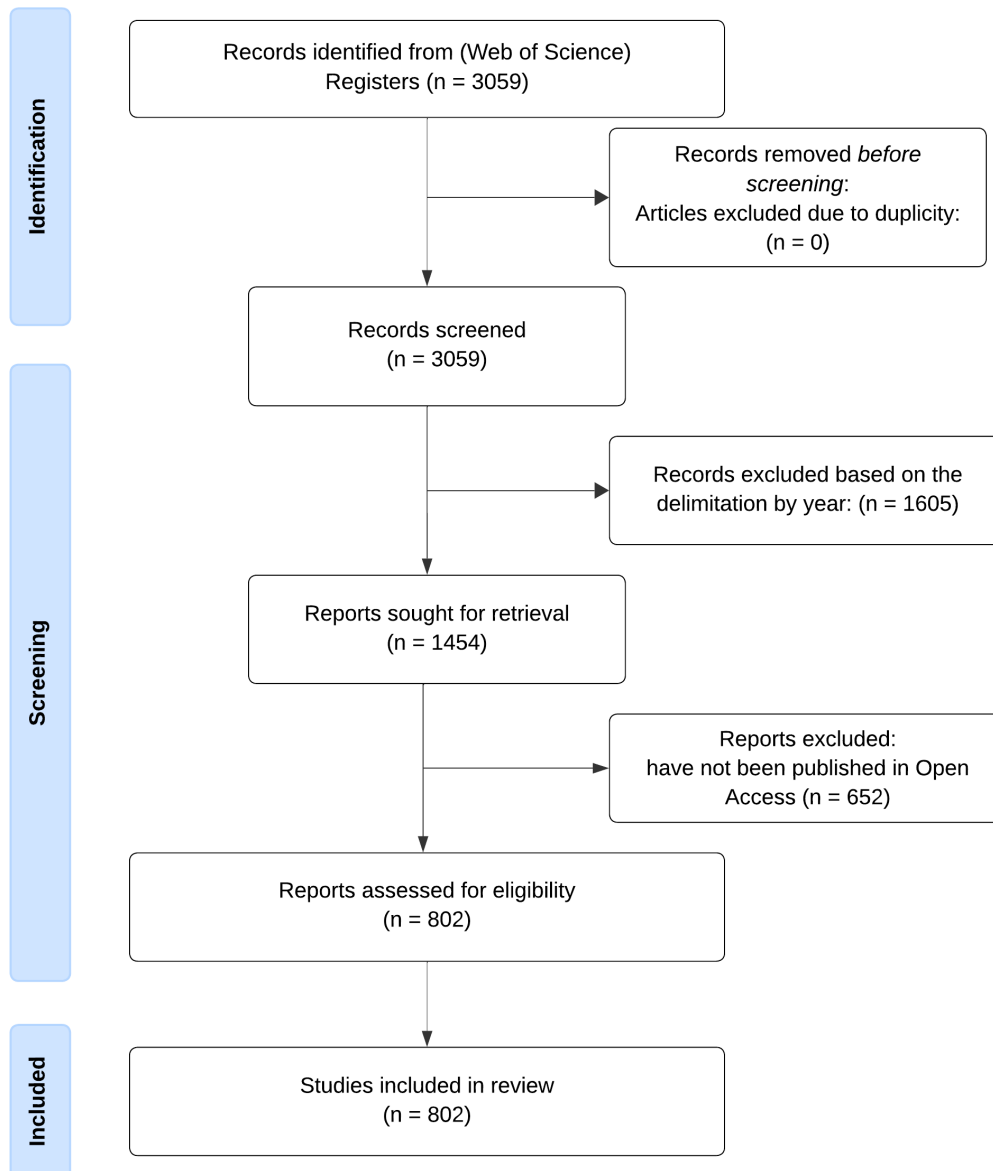 Identification
Records identified from (Web of Science)
Registers (n = 3059)
Records removed before
screening:
Articles excluded due to duplicity:
(n = 0)
Records screened
(n = 3059)
Screening
Records excluded based on the
delimitation by year: (n = 1605)
Reports sought for retrieval
(n = 1454)
Reports excluded:
have not been published in Open
Access (n = 652)
Reports assessed for eligibility
(n = 802)
Included
Studies included in review
(n = 802)